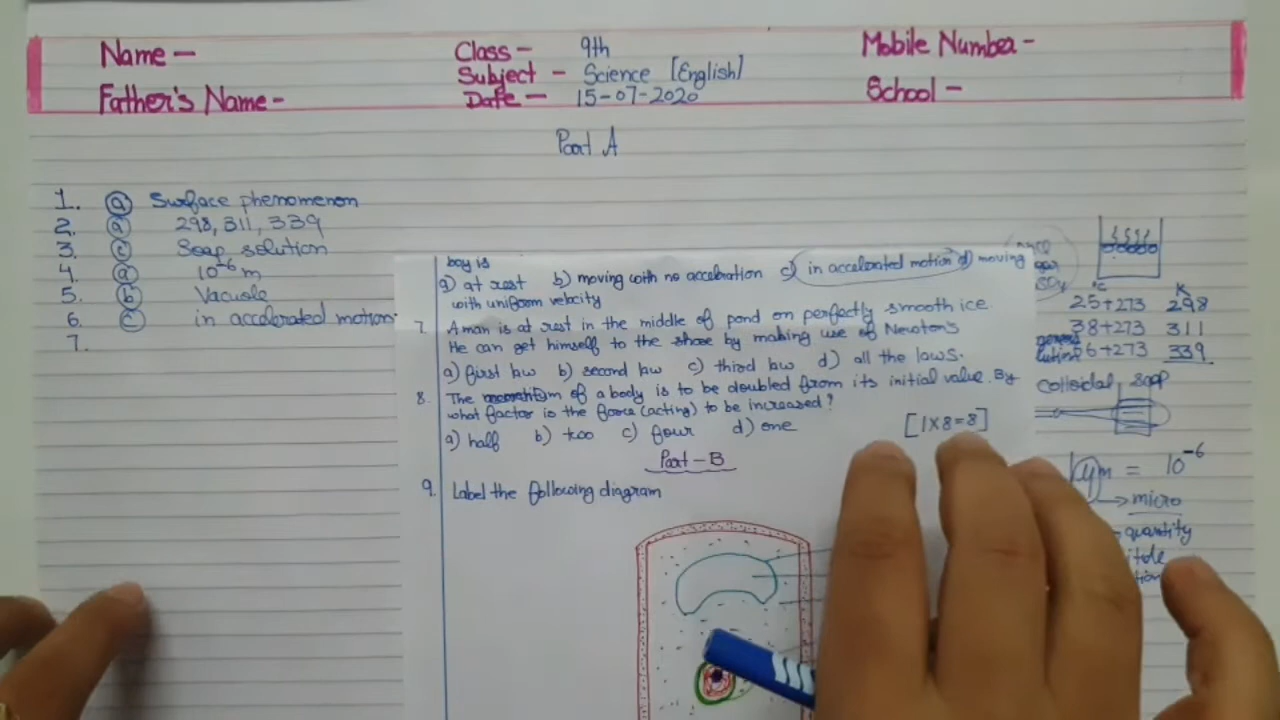 Name —
Class — 9th
Mobile Number —
Father's Name —
Subject — Science [English]
School —
Date — 15-07-2020
Part A
1. (a) Surface phenomenon
2. (a) 298, 311, 339
3. (c) Soap solution
4. (a) 10⁻⁶ m
5. (b) Vacuole
6. (c) in accelerated motion
7.
boy is
a) at rest b) moving with no acceleration c) in accelerated motion d) moving
with uniform velocity
7. A man is at rest in the middle of pond on perfectly smooth ice
He can get himself to the shore by making use of Newton's
a) first law b) second law c) third law d) all the laws.
8. The of a body is to be doubled from its initial value. By
what factor is the force (acting) to be increased?
a) half b) two c) four d) one [1×8=8]
Part-B
9. Label the following diagram
°C K
25+273 298
38+273 311
6+273 339
Colloidal soap
1 μm = 10⁻⁶
→ micro
quantity